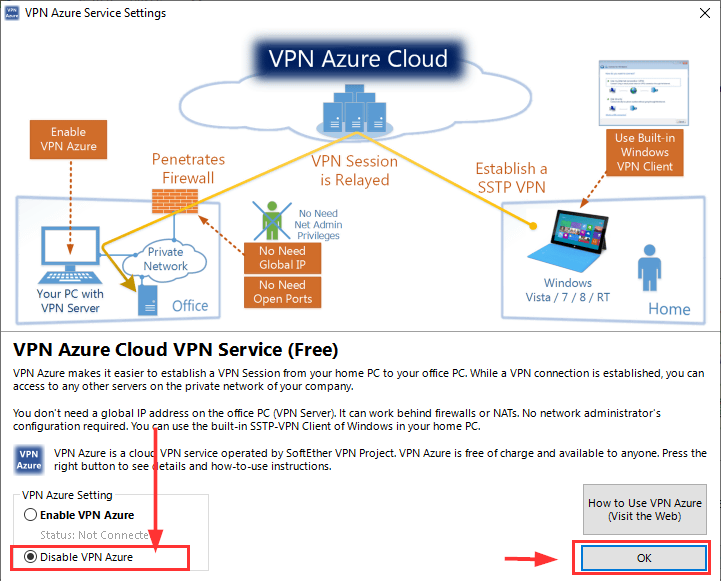 VPN Azure Service Settings
VPN Azure Cloud
Enable
VPN Azure
Penetrates
Firewall
VPN Session
is Relayed
Establish a
SSTP VPN
Use Built-in
Windows
VPN Client
No Need
Net Admin
Privileges
No Need
Global IP
No Need
Open Ports
Private
Network
Your PC with
VPN Server
Office
Windows
Vista / 7 / 8 / RT
Home
VPN Azure Cloud VPN Service (Free)
VPN Azure makes it easier to establish a VPN Session from your home PC to your office PC. While a VPN connection is established, you can
access to any other servers on the private network of your company.
You don't need a global IP address on the office PC (VPN Server). It can work behind firewalls or NATs. No network administrator's
configuration required. You can use the built-in SSTP-VPN Client of Windows in your home PC.
VPN
Azure
VPN Azure is a cloud VPN service operated by SoftEther VPN Project. VPN Azure is free of charge and available to anyone. Press the
right button to see details and how-to-use instructions.
VPN Azure Setting
Enable VPN Azure
Status: Not Connected
Disable VPN Azure
How to Use VPN Azure
(Visit the Web)
OK